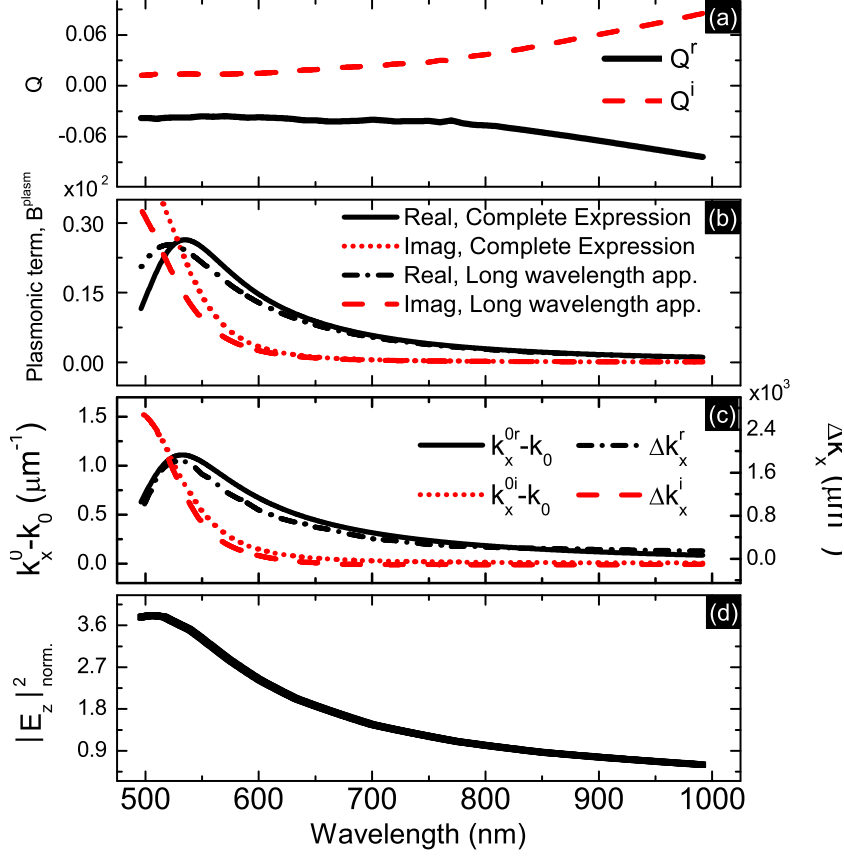 (a)
0.06
0.00
-0.06
Q
Q^r
Q^i
x10^2
(b)
0.30
0.15
0.00
Plasmonic term, B^plasm
Real, Complete Expression
Imag, Complete Expression
Real, Long wavelength app.
Imag, Long wavelength app.
x10^3
(c)
1.5
1.0
0.5
0.0
k_x^0-k_0 (μm^-1)
k_x^0r-k_0
Δk_x^r
k_x^0i-k_0
Δk_x^i
2.4
1.6
0.8
0.0
Δk_x (μm )
(d)
3.6
2.7
1.8
0.9
|E_z|^2_norm.
500 600 700 800 900 1000
Wavelength (nm)